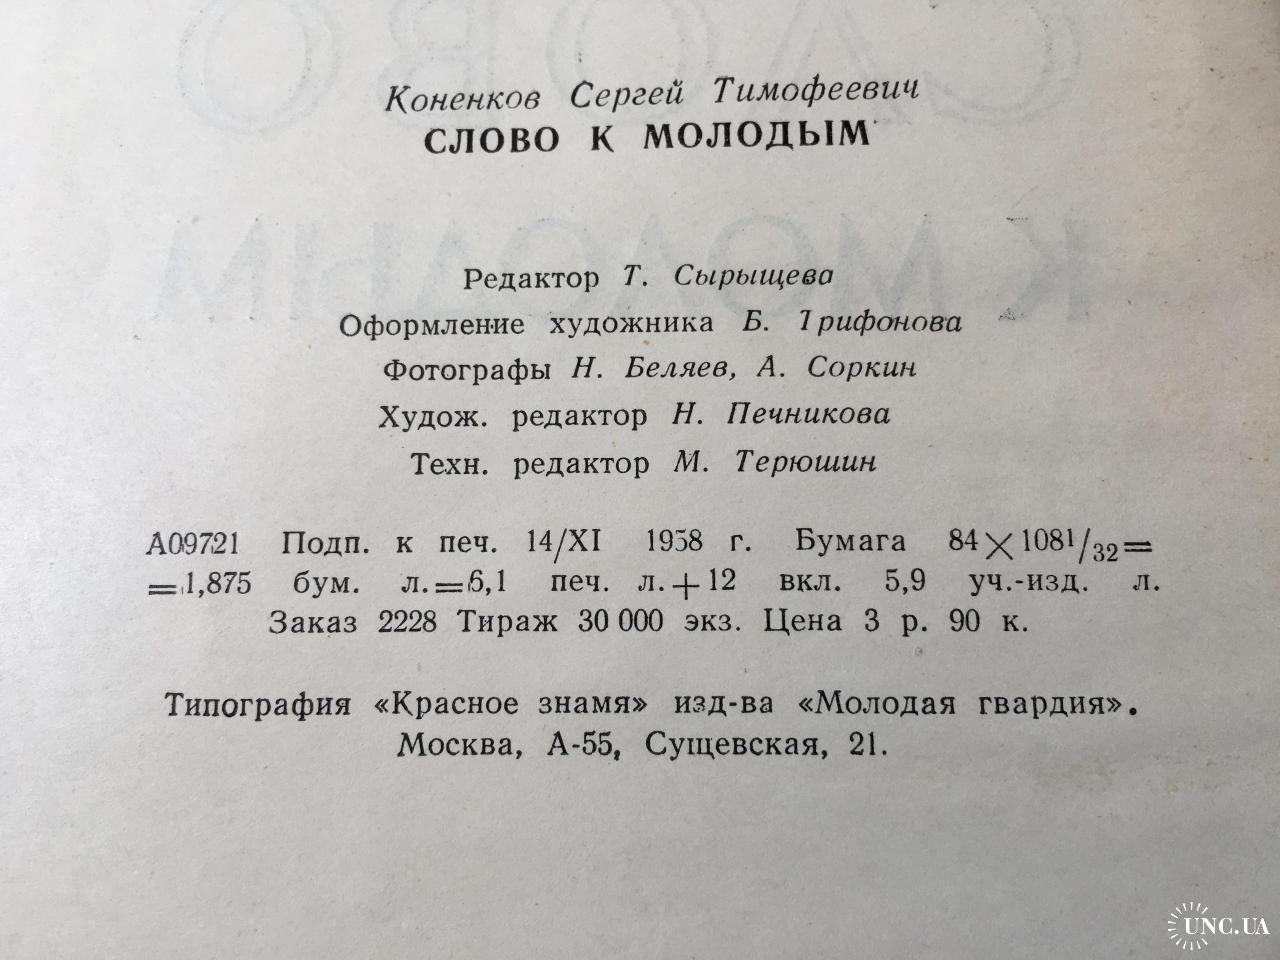 Коненков Сергей Тимофеевич
СЛОВО К МОЛОДЫМ
Редактор Т. Сырыщева
Оформление художника Б. Трифонова
Фотографы Н. Беляев, А. Соркин
Худож. редактор Н. Печникова
Техн. редактор М. Терюшин
А09721 Подп. к печ. 14/XI 1958 г. Бумага 84×108¹/₃₂=
=1,875 бум. л.=6,1 печ. л.+12 вкл. 5,9 уч.-изд. л.
Заказ 2228 Тираж 30 000 экз. Цена 3 р. 90 к.
Типография «Красное знамя» изд-ва «Молодая гвардия».
Москва, А-55, Сущевская, 21.
UNC.UA